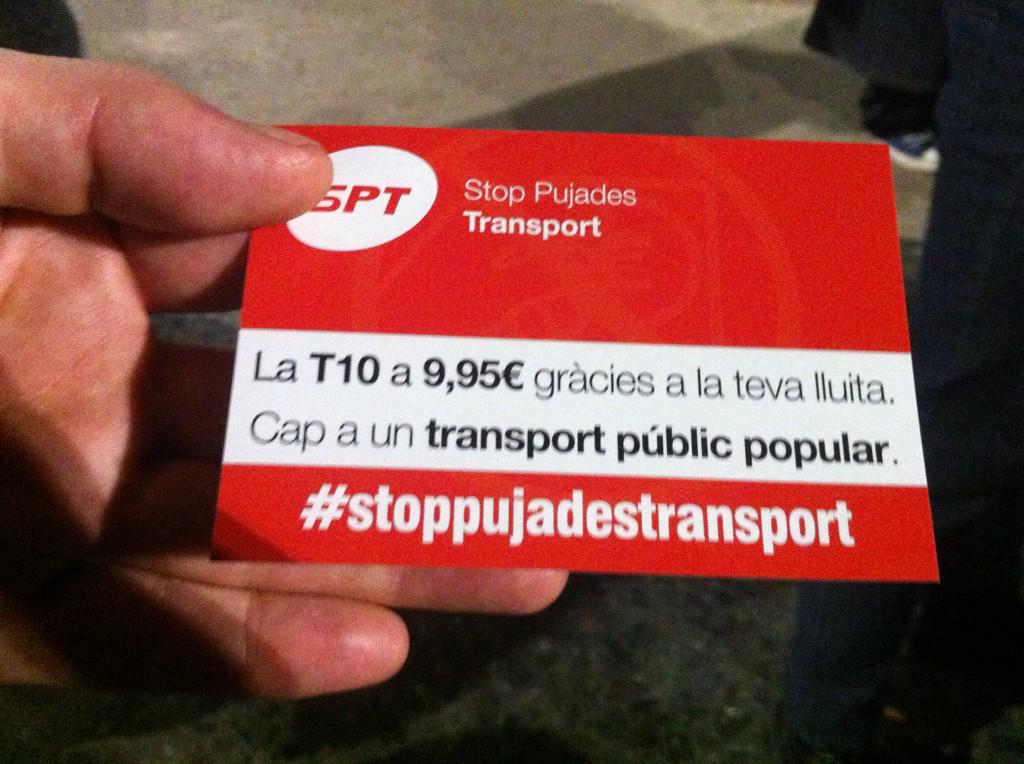 SPT
Stop Pujades
Transport
La T10 a 9,95€ gràcies a la teva lluita.
Cap a un transport públic popular.
#stoppujadestransport